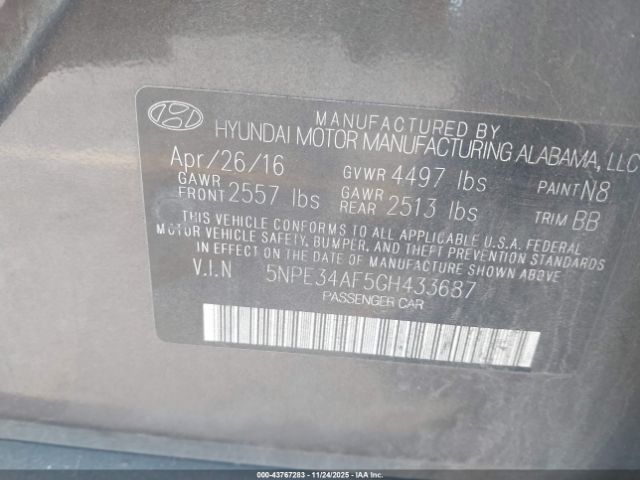 MANUFACTURED BY
HYUNDAI MOTOR MANUFACTURING ALABAMA, LLC
Apr/26/16 GVWR 4497 lbs PAINT N8
GAWR FRONT 2557 lbs GAWR REAR 2513 lbs TRIM BB
THIS VEHICLE CONFORMS TO ALL APPLICABLE U.S.A. FEDERAL
MOTOR VEHICLE SAFETY, BUMPER, AND THEFT PREVENTION STANDARDS
IN EFFECT ON THE DATE OF MANUFACTURE SHOWN ABOVE.
V.I.N 5NPE34AF5GH433687
PASSENGER CAR
000-43767283 - 11/24/2025 - IAAI.COM